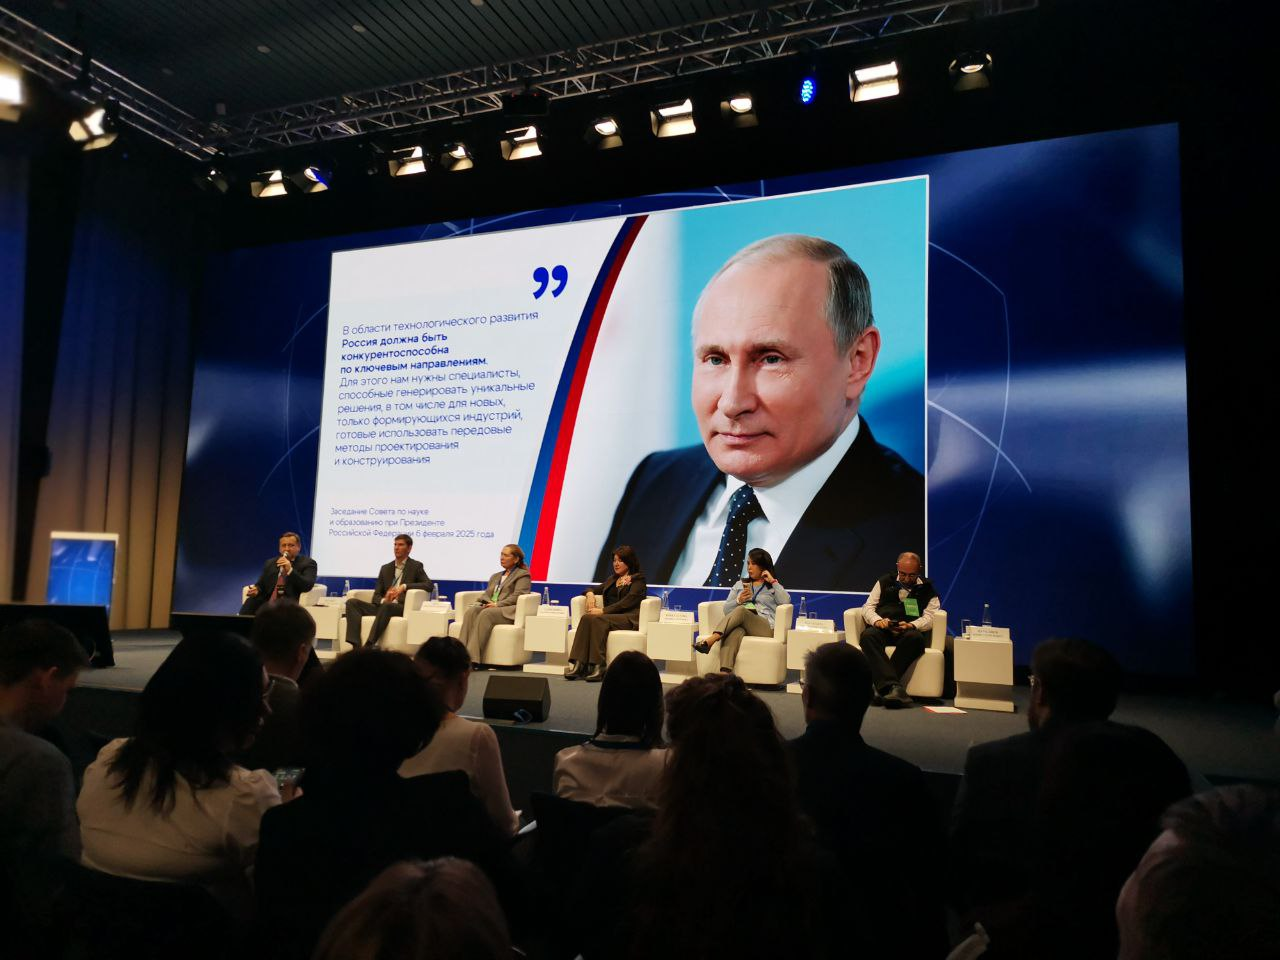 ”
В области технологического развития
Россия должна быть
конкурентоспособна
по ключевым направлениям.
Для этого нам нужны специалисты,
способные генерировать уникальные
решения, в том числе для новых,
только формирующихся индустрий,
готовые использовать передовые
методы проектирования
и конструирования
Заседание Совета по науке
и образованию при Президенте
Российской Федерации 6 февраля 2025 года